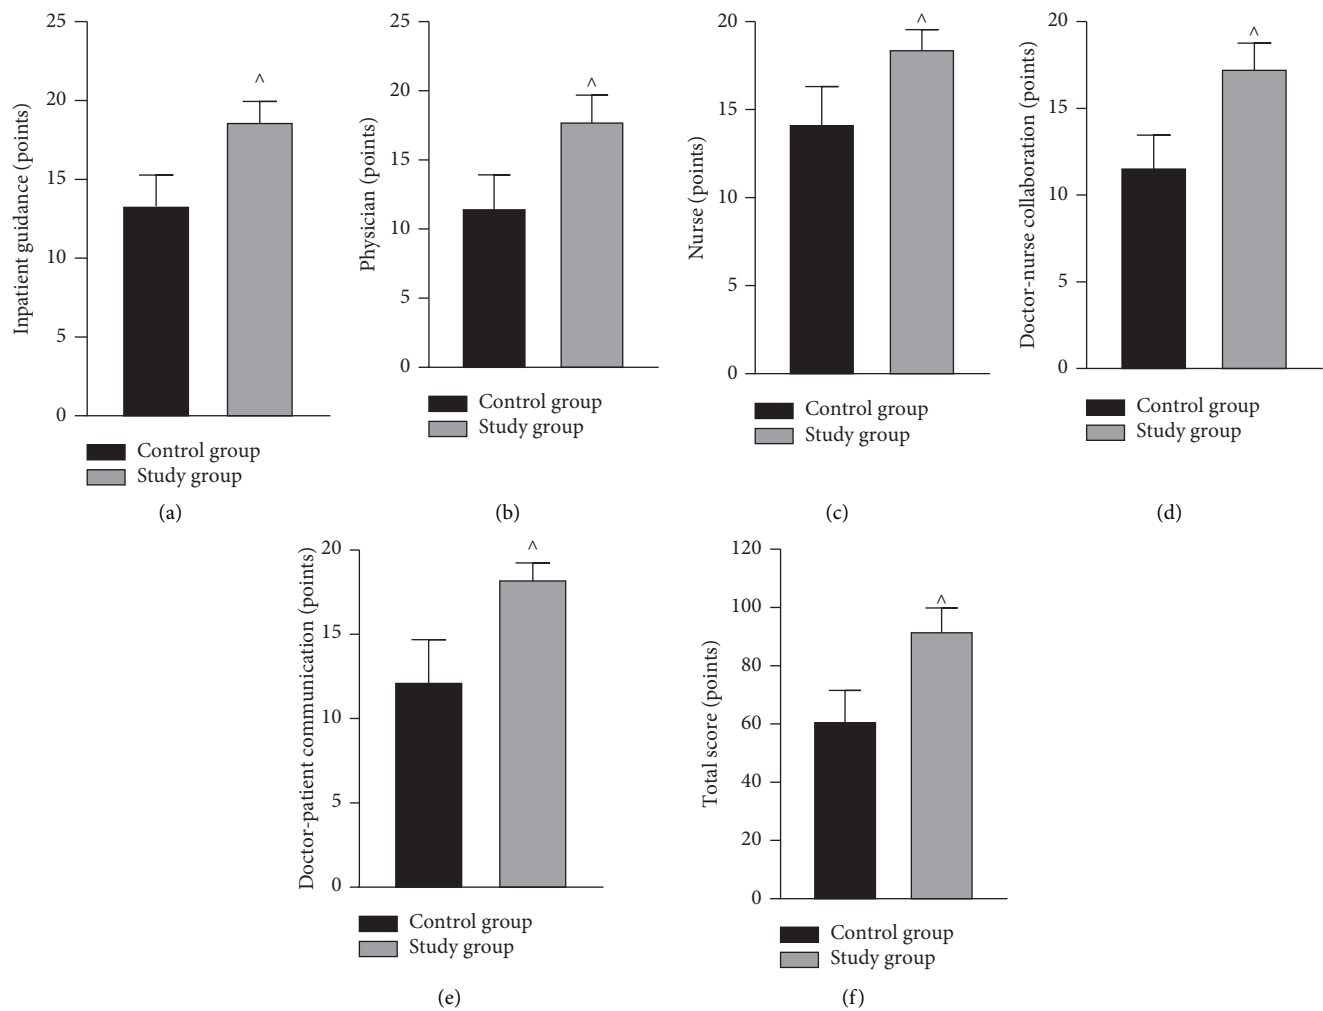 Inpatient guidance (points)
25
20
15
10
5
0
^
Control group
Study group
(a)
Physician (points)
25
20
15
10
5
0
^
Control group
Study group
(b)
Nurse (points)
20
15
10
5
0
^
Control group
Study group
(c)
Doctor-nurse collaboration (points)
20
15
10
5
0
^
Control group
Study group
(d)
Doctor-patient communication (points)
20
15
10
5
0
^
Control group
Study group
(e)
Total score (points)
120
100
80
60
40
20
0
^
Control group
Study group
(f)